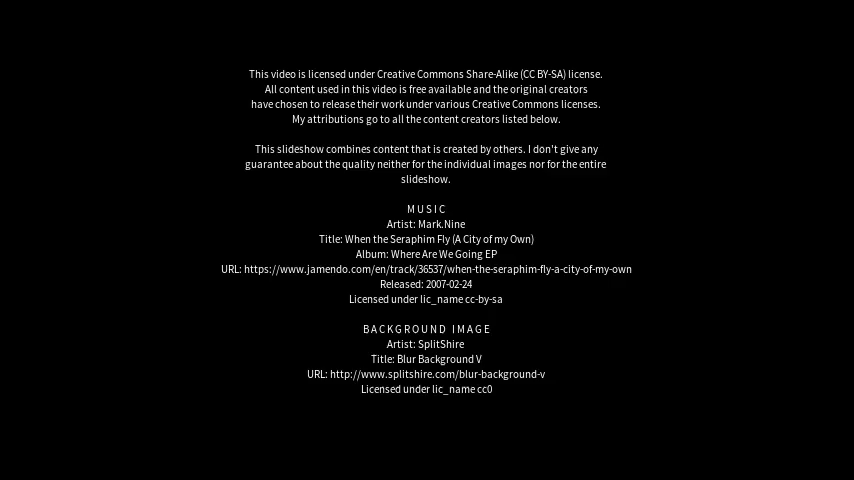 This video is licensed under Creative Commons Share-Alike (CC BY-SA) license.
All content used in this video is free available and the original creators
have chosen to release their work under various Creative Commons licenses.
My attributions go to all the content creators listed below.
This slideshow combines content that is created by others. I don't give any
guarantee about the quality neither for the individual images nor for the entire
slideshow.
MUSIC
Artist: Mark.Nine
Title: When the Seraphim Fly (A City of my Own)
Album: Where Are We Going EP
URL: https://www.jamendo.com/en/track/36537/when-the-seraphim-fly-a-city-of-my-own
Released: 2007-02-24
Licensed under lic_name cc-by-sa
BACKGROUND IMAGE
Artist: SplitShire
Title: Blur Background V
URL: http://www.splitshire.com/blur-background-v
Licensed under lic_name cc0